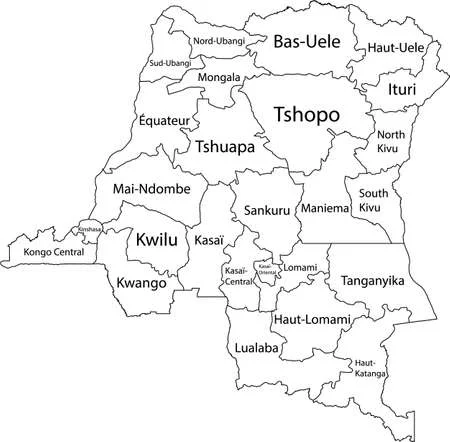 Nord-Ubangi
Bas-Uele
Haut-Uele
Sud-Ubangi
Mongala
Ituri
Équateur
Tshopo
Tshuapa
North
Kivu
Mai-Ndombe
Sankuru
Maniema
South
Kivu
Kinshasa
Kongo Central
Kwilu
Kasaï
Kwango
Kasaï-
Central
Kasaï-
Oriental
Lomami
Tanganyika
Haut-Lomami
Lualaba
Haut-
Katanga